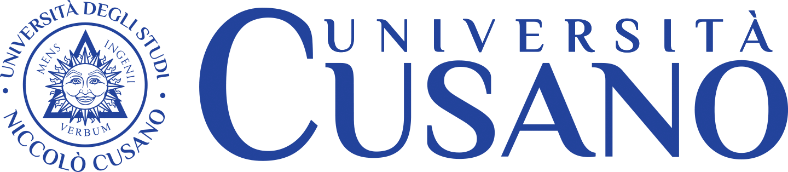 UNIVERSITÀ DEGLI STUDI
NICCOLÒ CUSANO
MENS
INGENII
VERBUM
UNIVERSITÀ
CUSANO